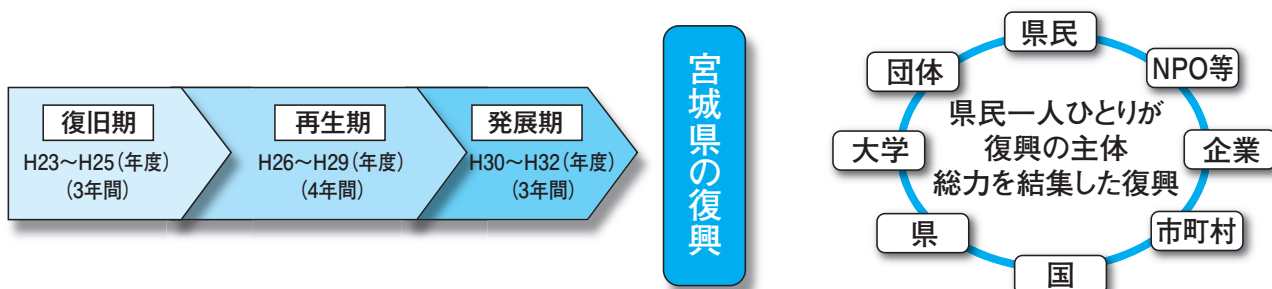 復旧期
H23～H25（年度）
（3年間）
再生期
H26～H29（年度）
（4年間）
発展期
H30～H32（年度）
（3年間）
宮城県の復興
県民
NPO等
企業
市町村
国
県
大学
団体
県民一人ひとりが
復興の主体
総力を結集した復興